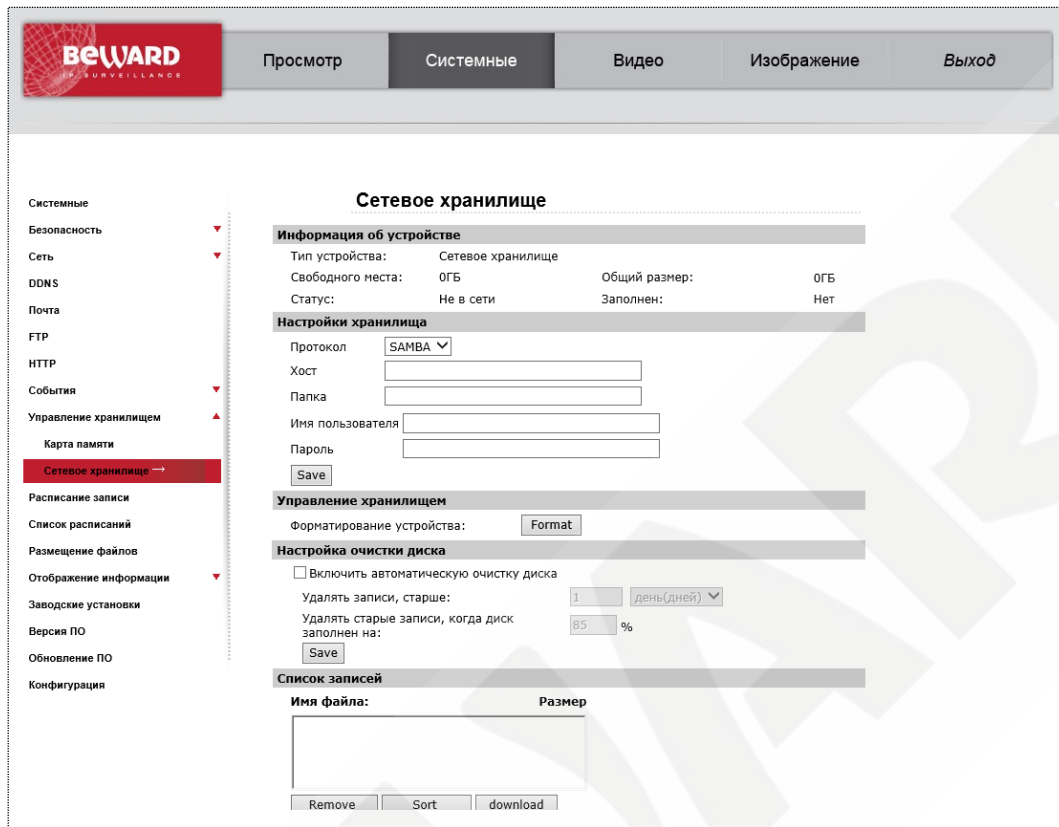 BEWARD
IP SURVEILLANCE
Просмотр Системные Видео Изображение Выход
Системные
Безопасность
Сеть
DDNS
Почта
FTP
HTTP
События
Управление хранилищем
Карта памяти
Сетевое хранилище →
Расписание записи
Список расписаний
Размещение файлов
Отображение информации
Заводские установки
Версия ПО
Обновление ПО
Конфигурация
Сетевое хранилище
Информация об устройстве
Тип устройства: Сетевое хранилище
Свободного места: 0ГБ Общий размер: 0ГБ
Статус: Не в сети Заполнен: Нет
Настройки хранилища
Протокол SAMBA
Хост
Папка
Имя пользователя
Пароль
Save
Управление хранилищем
Форматирование устройства: Format
Настройка очистки диска
Включить автоматическую очистку диска
Удалять записи, старше: 1 день(дней)
Удалять старые записи, когда диск
заполнен на: 85 %
Save
Список записей
Имя файла: Размер
Remove Sort download